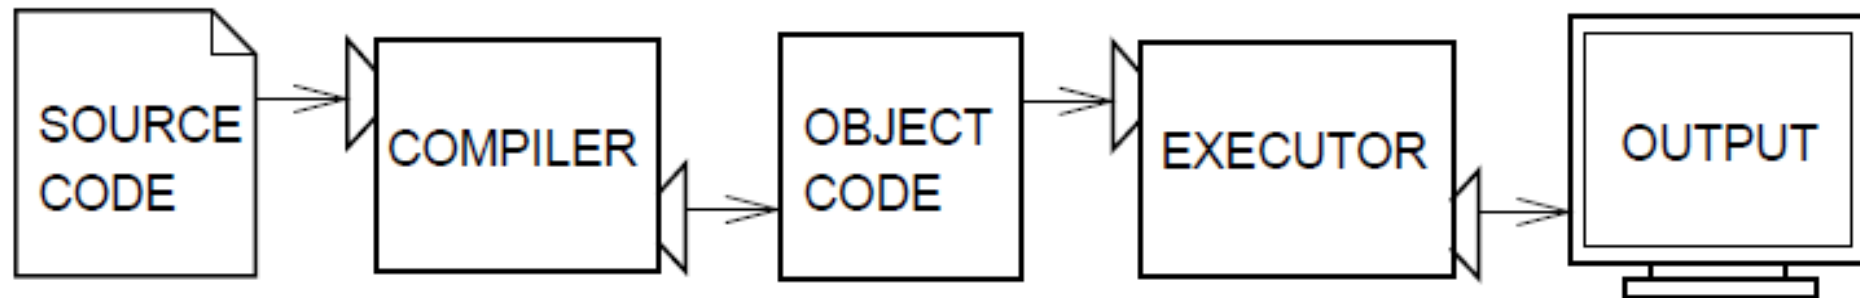 SOURCE
CODE
COMPILER
OBJECT
CODE
EXECUTOR
OUTPUT